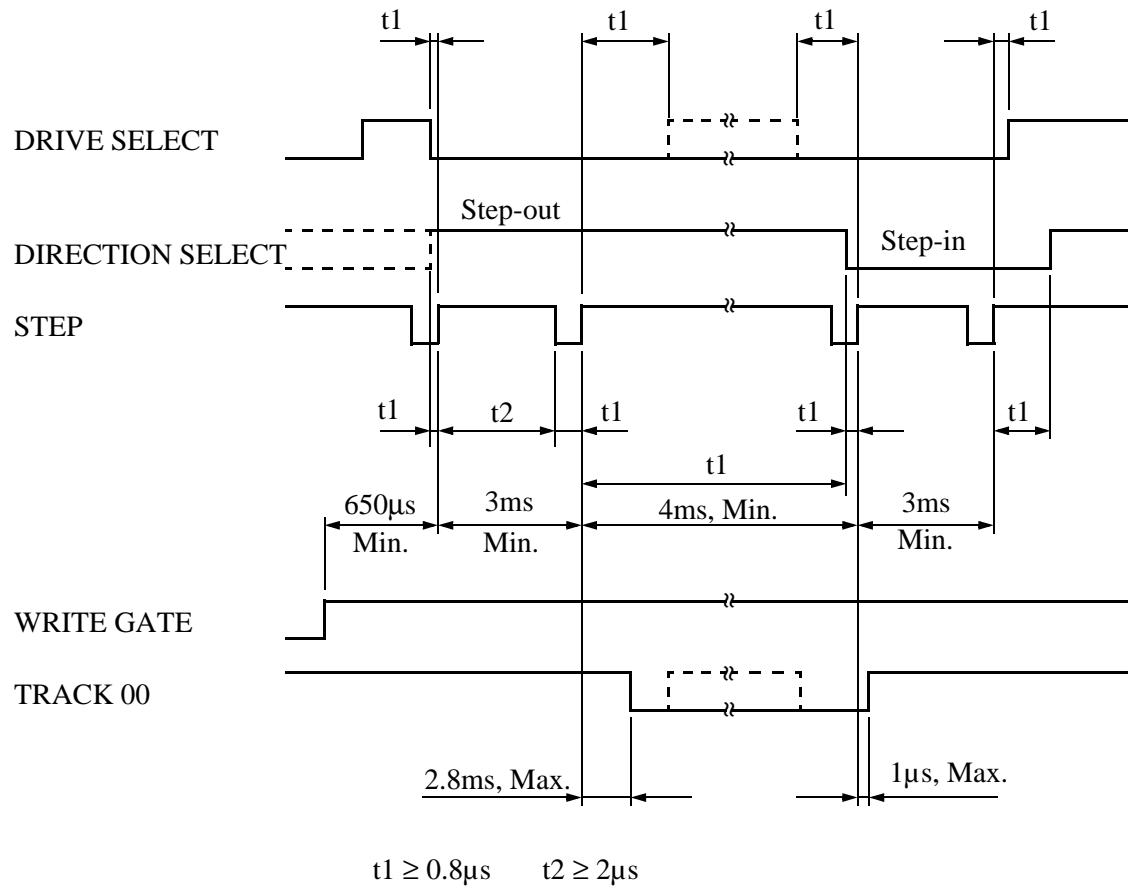 t1 t1 t1 t1
DRIVE SELECT
Step-out
DIRECTION SELECT
Step-in
STEP
t1 t2 t1 t1 t1
t1
650µs 3ms 4ms, Min. 3ms
Min. Min. Min.
WRITE GATE
TRACK 00
2.8ms, Max. 1µs, Max.
t1 ≥ 0.8µs t2 ≥ 2µs